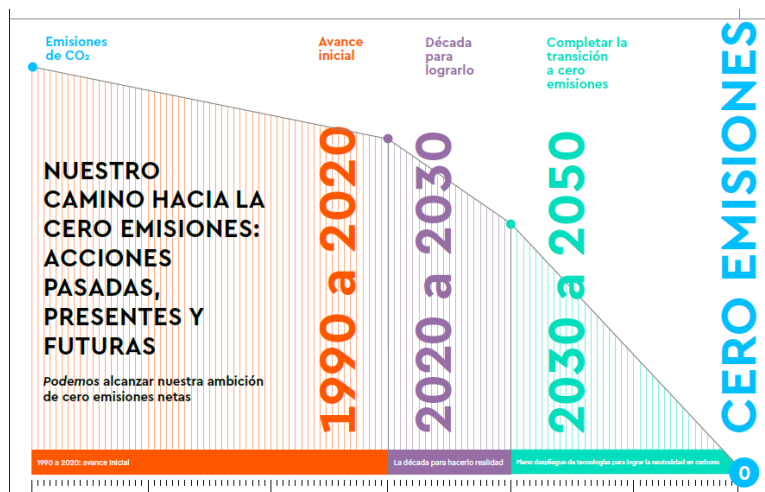 Emisiones
de CO₂
Avance
inicial
Década
para
lograrlo
Completar la
transición
a cero
emisiones
CERO EMISIONES
NUESTRO
CAMINO HACIA LA
CERO EMISIONES:
ACCIONES
PASADAS,
PRESENTES Y
FUTURAS
Podemos alcanzar nuestra ambición
de cero emisiones netas
1990 a 2020
2020 a 2030
2030 a 2050
1990 a 2020: avance inicial
La década para hacerlo realidad
Pleno despliegue de tecnologías para lograr la neutralidad en carbono
0